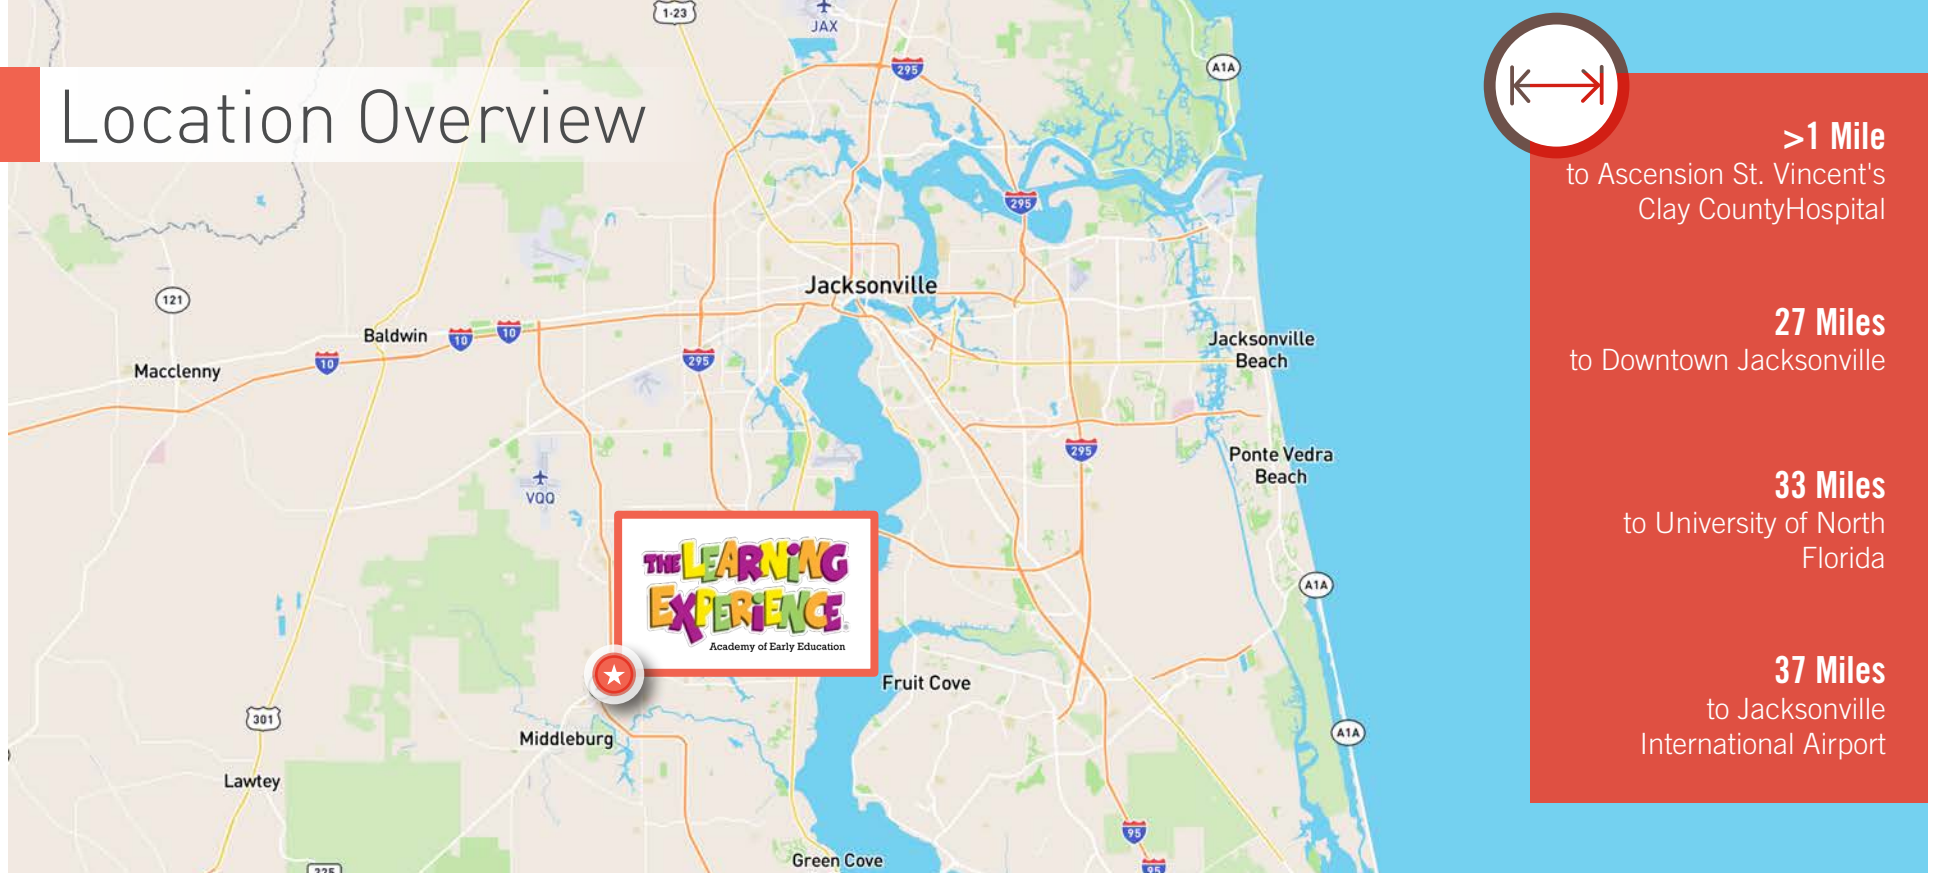 1-23
JAX
295
A1A
Location Overview
>1 Mile
to Ascension St. Vincent's
Clay CountyHospital
295
Jacksonville
121
27 Miles
to Downtown Jacksonville
Baldwin
10
10
10
295
Macclenny
Jacksonville
Beach
295
Ponte Vedra
Beach
VQQ
33 Miles
to University of North
Florida
THE LEARNING
EXPERIENCE
®
Academy of Early Education
A1A
Fruit Cove
37 Miles
to Jacksonville
International Airport
301
Middleburg
A1A
Lawtey
95
Green Cove
95
225